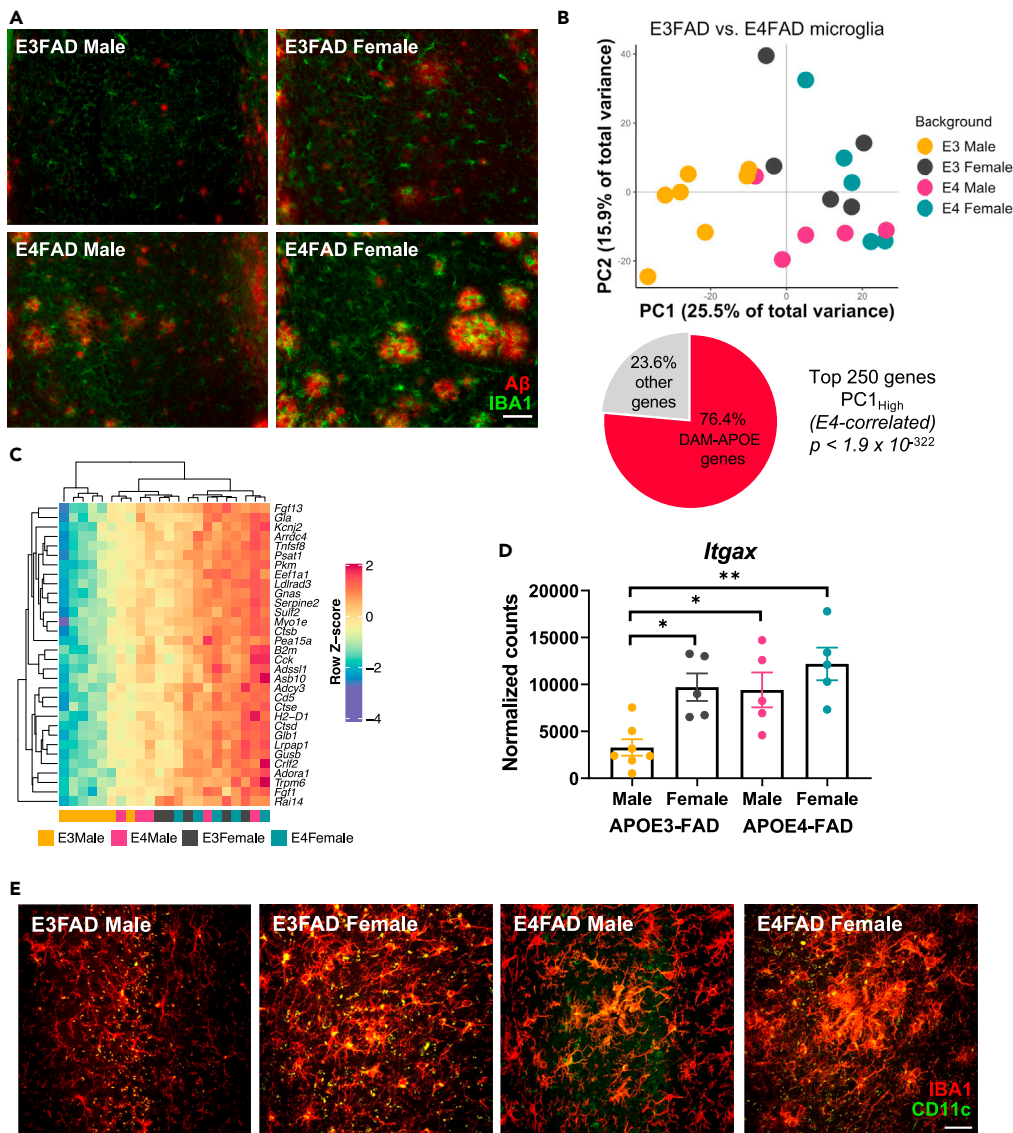 A
E3FAD Male
E3FAD Female
E4FAD Male
E4FAD Female
Aβ
IBA1
B
E3FAD vs. E4FAD microglia
PC2 (15.9% of total variance)
40
20
0
-20
-20
0
20
PC1 (25.5% of total variance)
Background
E3 Male
E3 Female
E4 Male
E4 Female
23.6%
other
genes
76.4%
DAM-APOE
genes
Top 250 genes
PC1High
(E4-correlated)
p < 1.9 x 10-322
C
Fgf13
Gla
Kcnj2
Arrdc4
Tnfsf8
Psat1
Pkm
Eef1a1
Ldlrad3
Gnas
Serpine2
Sulf2
Myo1e
Ctsb
Pea15a
B2m
Cck
Adssl1
Asb10
Adcy3
Cd5
Ctse
H2−D1
Ctsd
Glb1
Lrpap1
Gusb
Crlf2
Adora1
Trpm6
Fgf1
Rai14
Row Z−score
2
0
−2
−4
E3Male
E4Male
E3Female
E4Female
D
Itgax
Normalized counts
20000
15000
10000
5000
0
**
*
*
Male Female Male Female
APOE3-FAD APOE4-FAD
E
E3FAD Male
E3FAD Female
E4FAD Male
E4FAD Female
IBA1
CD11c